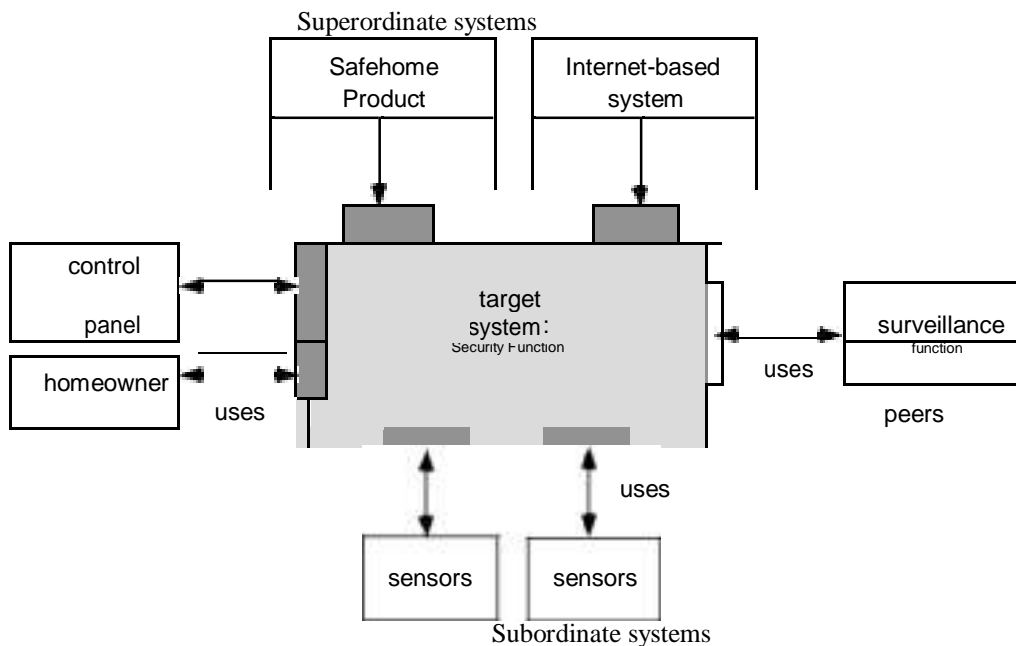 Superordinate systems
Safehome
Product
Internet-based
system
control
panel
homeowner
uses
target
system:
Security Function
surveillance
function
uses
peers
uses
sensors
sensors
Subordinate systems